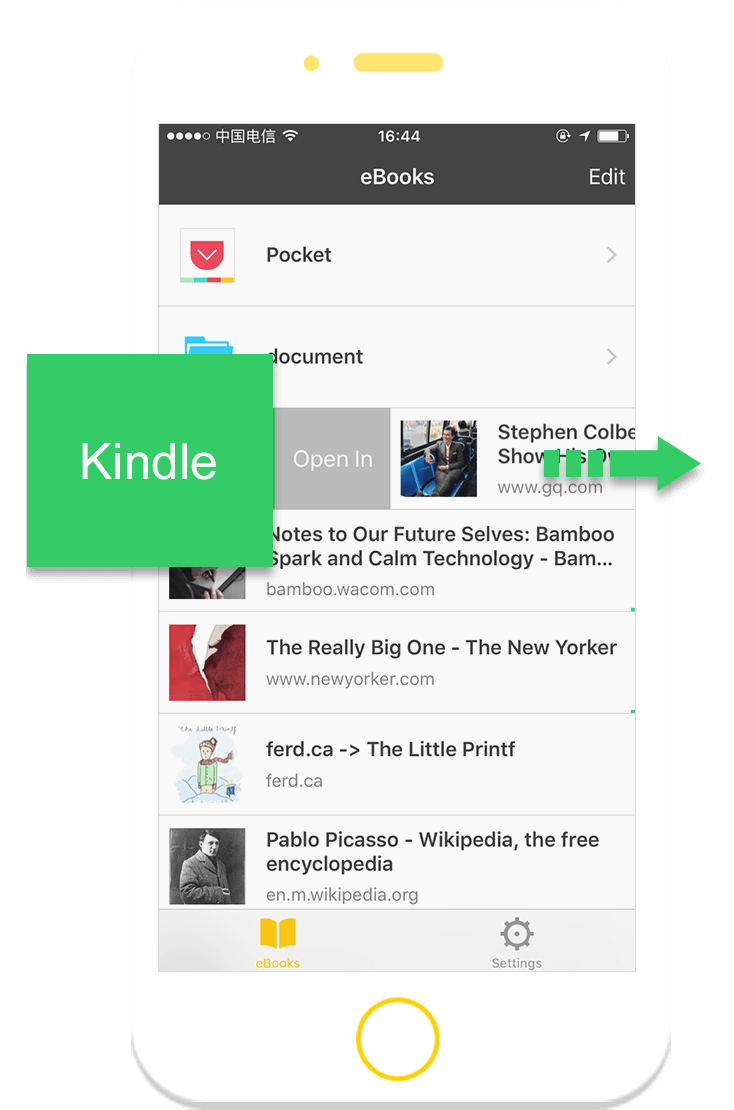 中国电信
16:44
eBooks
Edit
Pocket
document
Kindle
Open In
Stephen Colbe
Show His Ow
www.gq.com
Notes to Our Future Selves: Bamboo
Spark and Calm Technology - Bam...
bamboo.wacom.com
The Really Big One - The New Yorker
www.newyorker.com
The Little Printf
ferd.ca -> The Little Printf
ferd.ca
Pablo Picasso - Wikipedia, the free
encyclopedia
en.m.wikipedia.org
eBooks
Settings